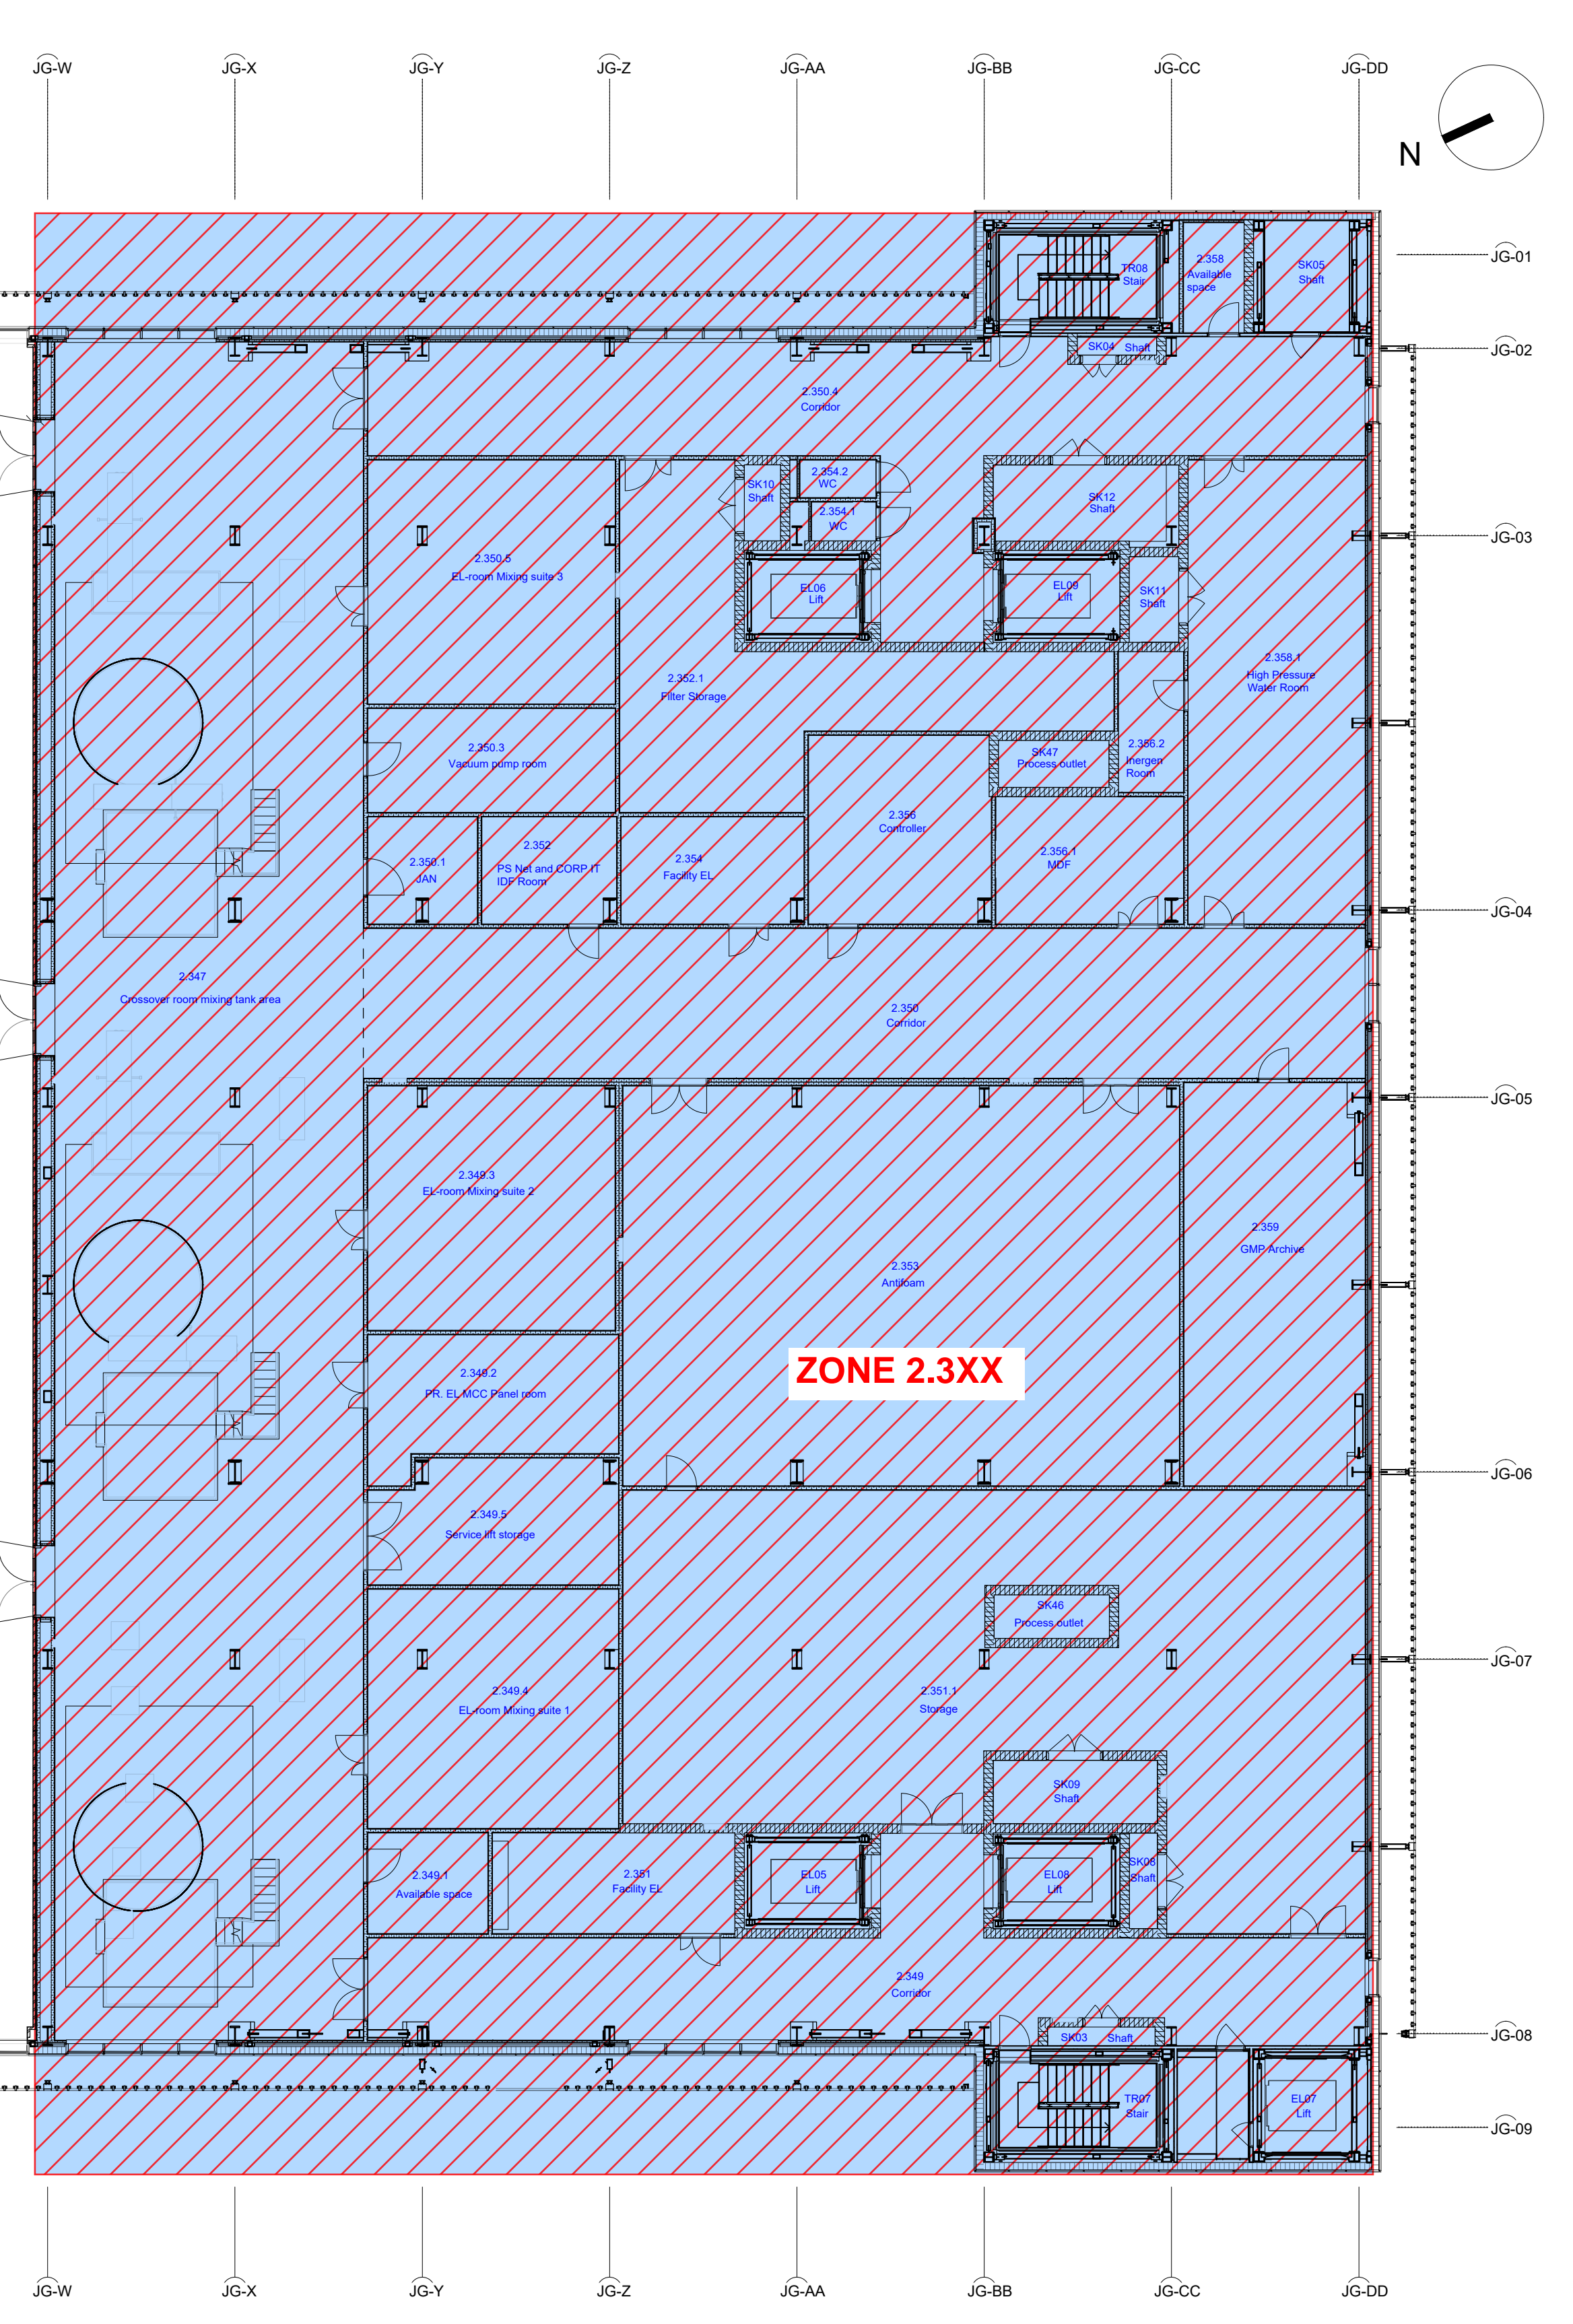 JG-W JG-X JG-Y JG-Z JG-AA JG-BB JG-CC JG-DD
N
JG-01
TR08
Stair
2.358
Available
space
SK05
Shaft
JG-02
SK04 Shaft
2.350.4
Corridor
SK10
Shaft
2.354.2
WC
2.354.1
WC
SK12
Shaft
JG-03
2.350.5
EL-room Mixing suite 3
EL06
Lift
EL09
Lift
SK11
Shaft
2.352.1
Filter Storage
2.358.1
High Pressure
Water Room
2.350.3
Vacuum pump room
SK47
Process outlet
2.356.2
Inergen
Room
2.350.1
JAN
2.352
PS Net and CORP IT
IDF Room
2.354
Facility EL
2.356
Controller
2.356.1
MDF
JG-04
2.347
Crossover room mixing tank area
2.350
Corridor
JG-05
2.349.3
EL-room Mixing suite 2
2.353
Antifoam
2.359
GMP Archive
ZONE 2.3XX
2.349.2
PR. EL MCC Panel room
JG-06
2.349.5
Service lift storage
SK46
Process outlet
JG-07
2.349.4
EL-room Mixing suite 1
2.351.1
Storage
SK09
Shaft
2.349.1
Available space
2.351
Facility EL
EL05
Lift
EL08
Lift
SK08
Shaft
2.349
Corridor
SK03 Shaft
JG-08
TR07
Stair
EL07
Lift
JG-09
JG-W JG-X JG-Y JG-Z JG-AA JG-BB JG-CC JG-DD